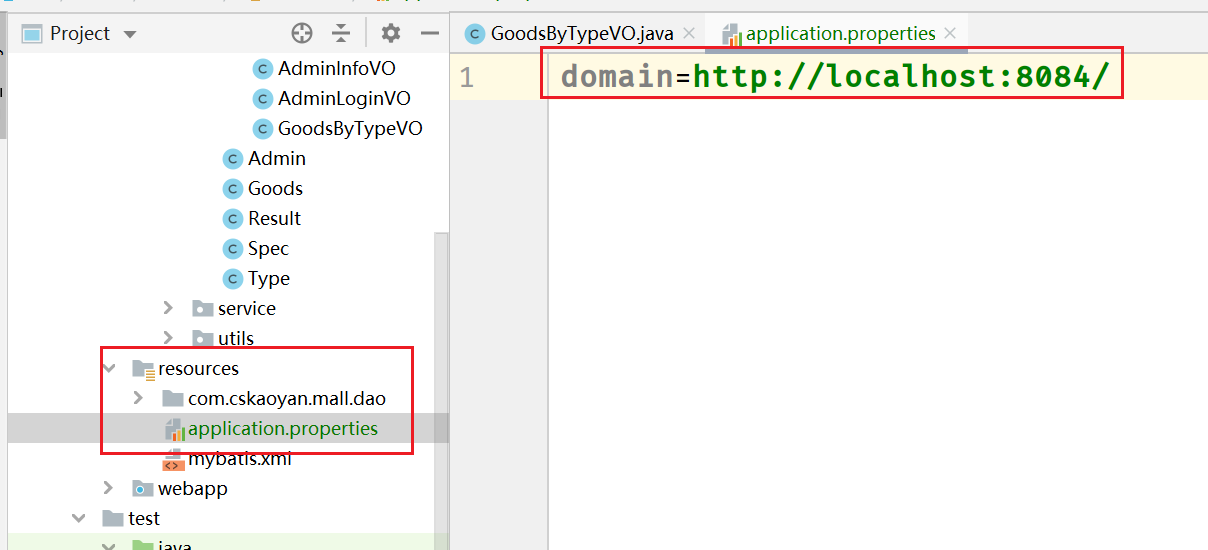 Project
AdminInfoVO
AdminLoginVO
GoodsByTypeVO
Admin
Goods
Result
Spec
Type
service
utils
resources
com.cskaoyan.mall.dao
application.properties
mybatis.xml
webapp
test
java
GoodsByTypeVO.java
application.properties
1
domain=http://localhost:8084/